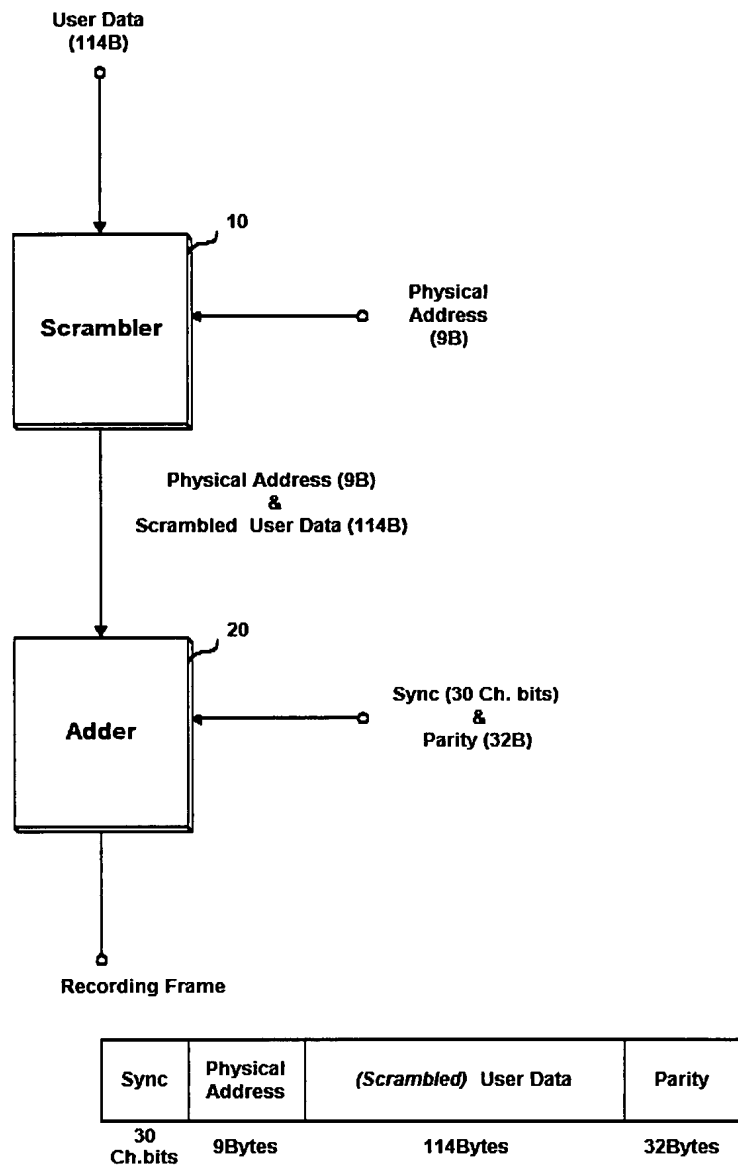 User Data
(114B)
10
Scrambler
Physical
Address
(9B)
Physical Address (9B)
&
Scrambled User Data (114B)
20
Adder
Sync (30 Ch. bits)
&
Parity (32B)
Recording Frame
Sync
Physical
Address
(Scrambled) User Data
Parity
30
Ch.bits
9Bytes
114Bytes
32Bytes